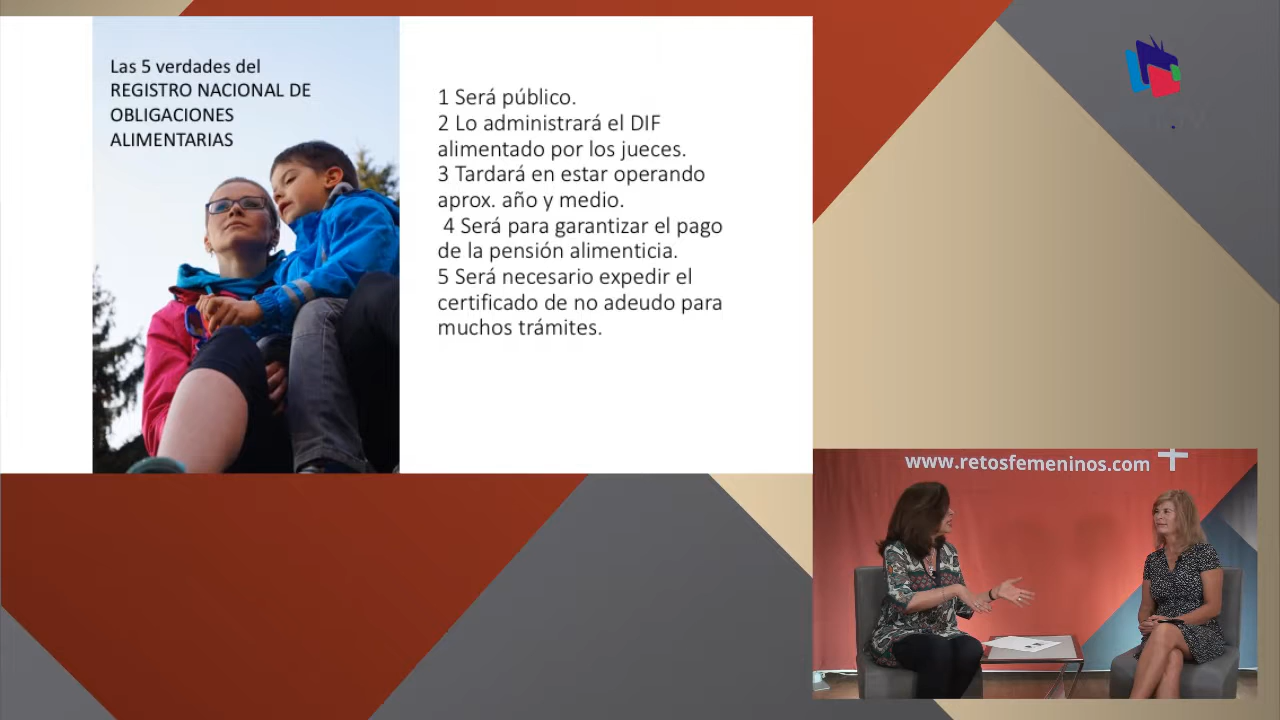 Las 5 verdades del
REGISTRO NACIONAL DE
OBLIGACIONES
ALIMENTARIAS
1 Será público.
2 Lo administrará el DIF
alimentado por los jueces.
3 Tardará en estar operando
aprox. año y medio.
4 Será para garantizar el pago
de la pensión alimenticia.
5 Será necesario expedir el
certificado de no adeudo para
muchos trámites.
www.retosfemeninos.com